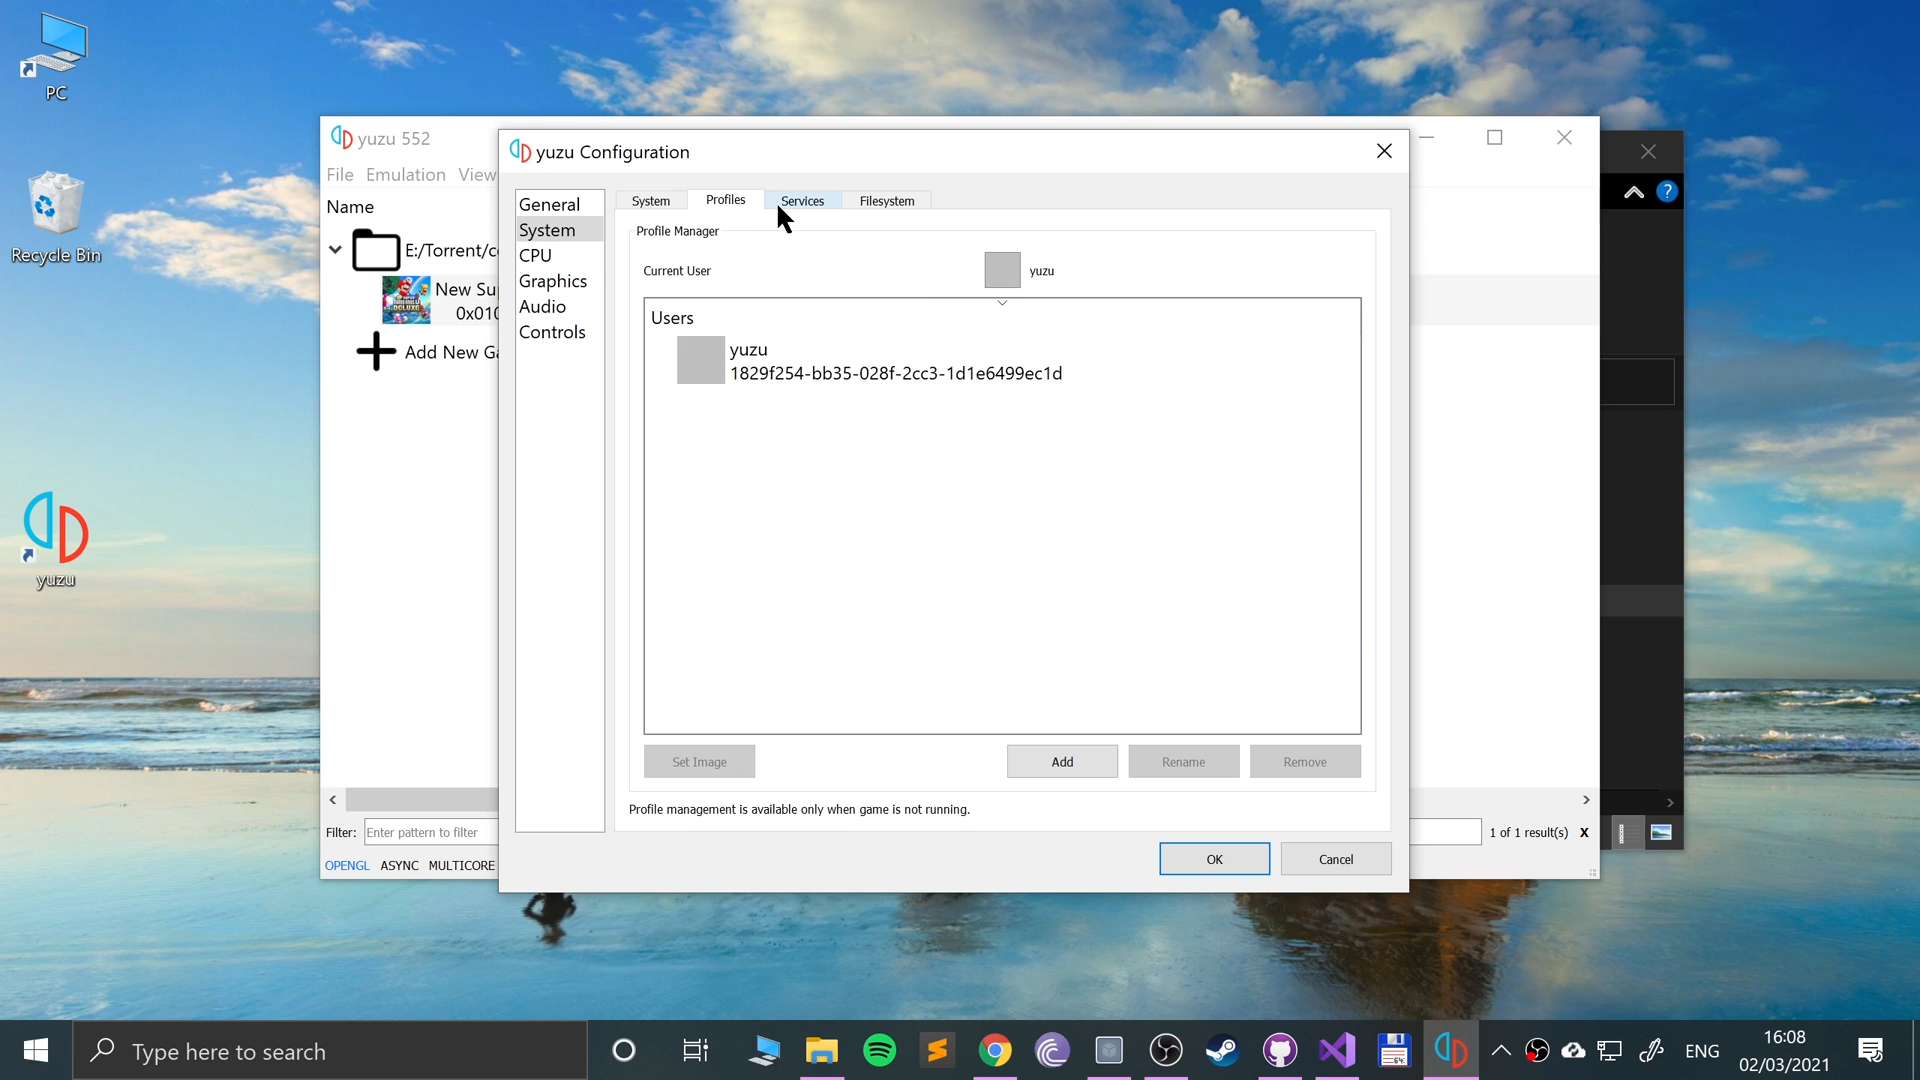 PC
Recycle Bin
yuzu
yuzu 552
File Emulation View
Name
E:/Torrent/c
New Su
0x010
Add New Ga
Filter: Enter pattern to filter
1 of 1 result(s) X
OPENGL ASYNC MULTICORE
yuzu Configuration
General
System
CPU
Graphics
Audio
Controls
System Profiles Services Filesystem
Profile Manager
Current User yuzu
Users
yuzu
1829f254-bb35-028f-2cc3-1d1e6499ec1d
Set Image Add Rename Remove
Profile management is available only when game is not running.
OK Cancel
Type here to search
64
ENG
16:08
02/03/2021